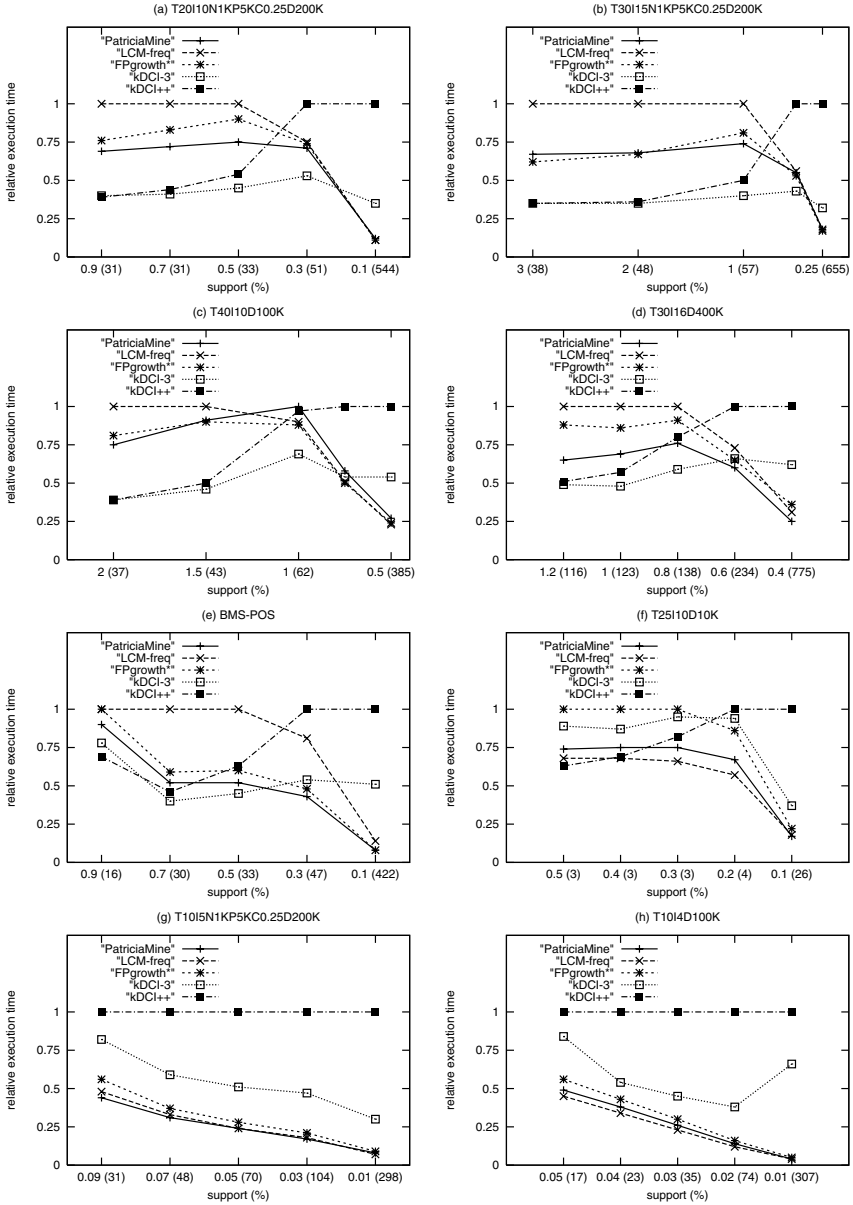 (a) T20I10N1KP5KC0.25D200K
"PatriciaMine"
"LCM-freq"
"FPgrowth*"
"kDCI-3"
"kDCI++"
relative execution time
1
0.75
0.5
0.25
0
0.9 (31) 0.7 (31) 0.5 (33) 0.3 (51) 0.1 (544)
support (%)
(b) T30I15N1KP5KC0.25D200K
"PatriciaMine"
"LCM-freq"
"FPgrowth*"
"kDCI-3"
"kDCI++"
relative execution time
1
0.75
0.5
0.25
0
3 (38) 2 (48) 1 (57) 0.25 (655)
support (%)
(c) T40I10D100K
"PatriciaMine"
"LCM-freq"
"FPgrowth*"
"kDCI-3"
"kDCI++"
relative execution time
1
0.75
0.5
0.25
0
2 (37) 1.5 (43) 1 (62) 0.5 (385)
support (%)
(d) T30I16D400K
"PatriciaMine"
"LCM-freq"
"FPgrowth*"
"kDCI-3"
"kDCI++"
relative execution time
1
0.75
0.5
0.25
0
1.2 (116) 1 (123) 0.8 (138) 0.6 (234) 0.4 (775)
support (%)
(e) BMS-POS
"PatriciaMine"
"LCM-freq"
"FPgrowth*"
"kDCI-3"
"kDCI++"
relative execution time
1
0.75
0.5
0.25
0
0.9 (16) 0.7 (30) 0.5 (33) 0.3 (47) 0.1 (422)
support (%)
(f) T25I10D10K
"PatriciaMine"
"LCM-freq"
"FPgrowth*"
"kDCI-3"
"kDCI++"
relative execution time
1
0.75
0.5
0.25
0
0.5 (3) 0.4 (3) 0.3 (3) 0.2 (4) 0.1 (26)
support (%)
(g) T10I5N1KP5KC0.25D200K
"PatriciaMine"
"LCM-freq"
"FPgrowth*"
"kDCI-3"
"kDCI++"
relative execution time
1
0.75
0.5
0.25
0
0.09 (31) 0.07 (48) 0.05 (70) 0.03 (104) 0.01 (298)
support (%)
(h) T10I4D100K
"PatriciaMine"
"LCM-freq"
"FPgrowth*"
"kDCI-3"
"kDCI++"
relative execution time
1
0.75
0.5
0.25
0
0.05 (17) 0.04 (23) 0.03 (35) 0.02 (74) 0.01 (307)
support (%)